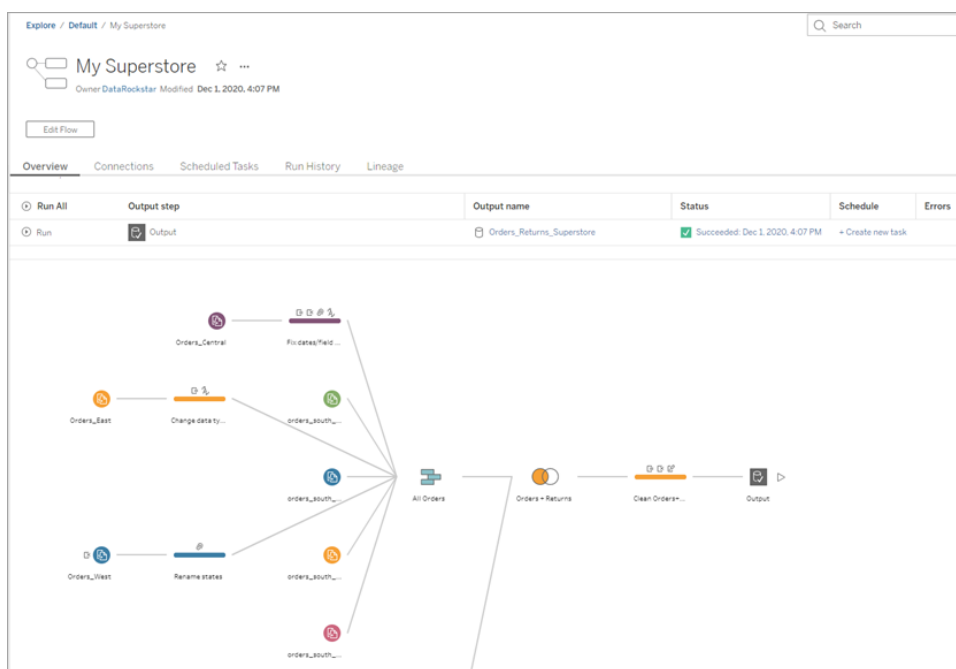 Explore / Default / My Superstore
Search
My Superstore
Owner DataRockstar Modified Dec 1, 2020, 4:07 PM
Edit Flow
Overview Connections Scheduled Tasks Run History Lineage
Run All Output step Output name Status Schedule Errors
Run Output Orders_Returns_Superstore Succeeded: Dec 1, 2020, 4:07 PM + Create new task
Orders_Central Fix dates/field ...
Orders_East Change data ty... orders_south_...
orders_south_... All Orders Orders + Returns Clean Orders+... Output
Orders_West Rename states orders_south_...
orders_south_...